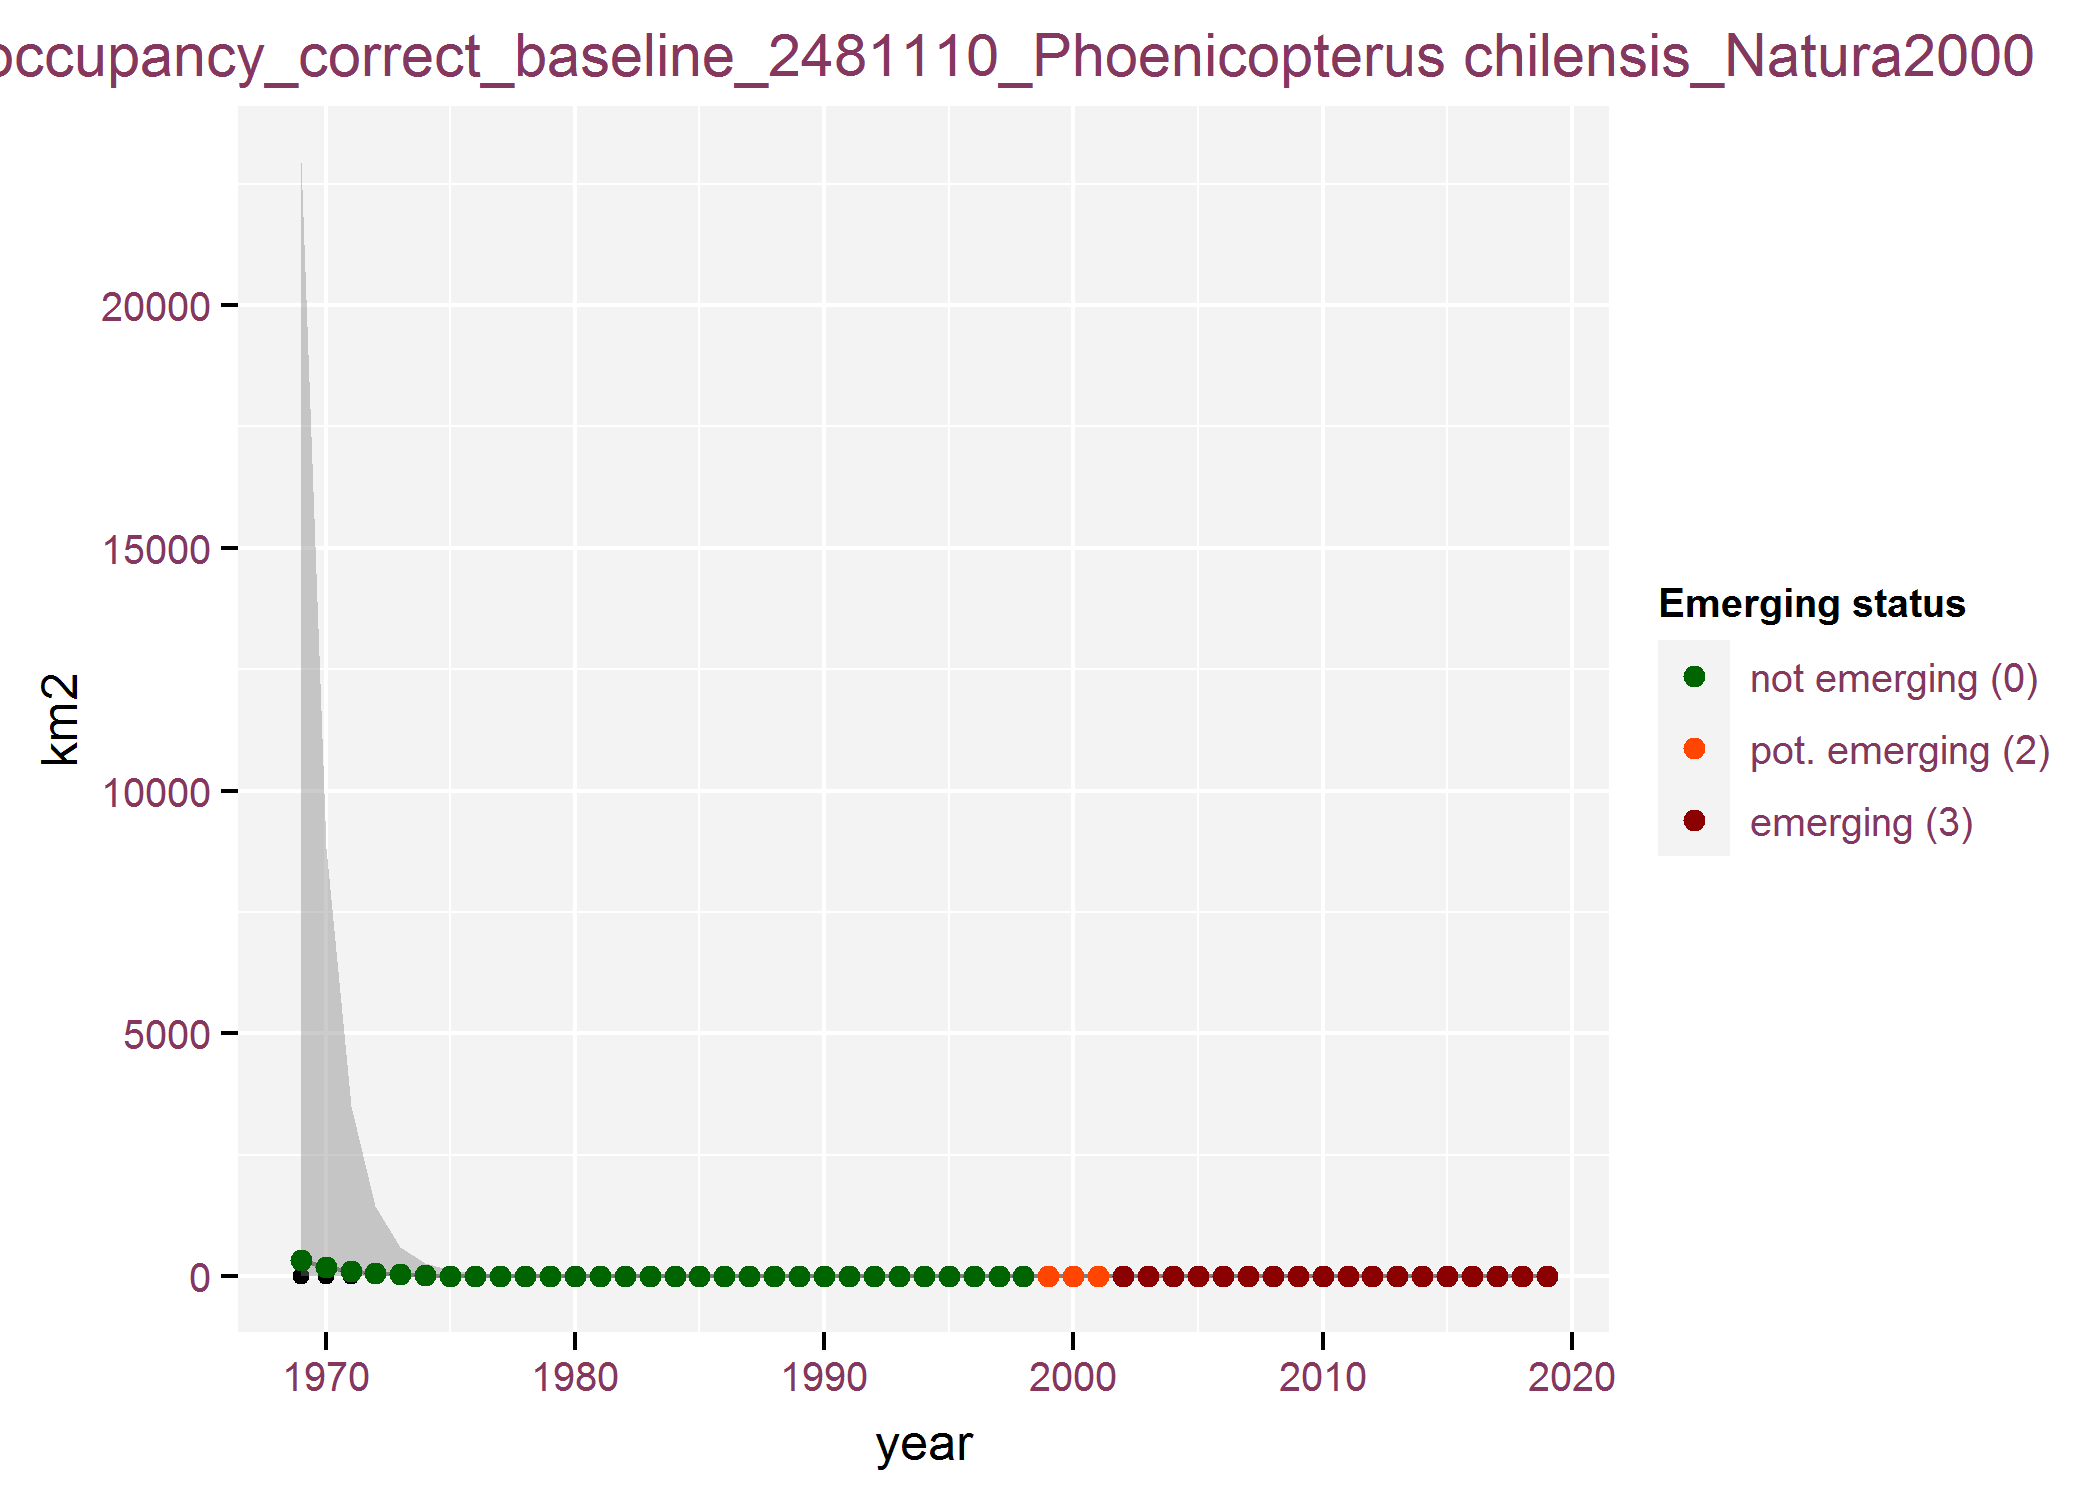 occupancy_correct_baseline_2481110_Phoenicopterus chilensis_Natura2000
20000
15000
10000
5000
0
km2
1970 1980 1990 2000 2010 2020
year
Emerging status
not emerging (0)
pot. emerging (2)
emerging (3)